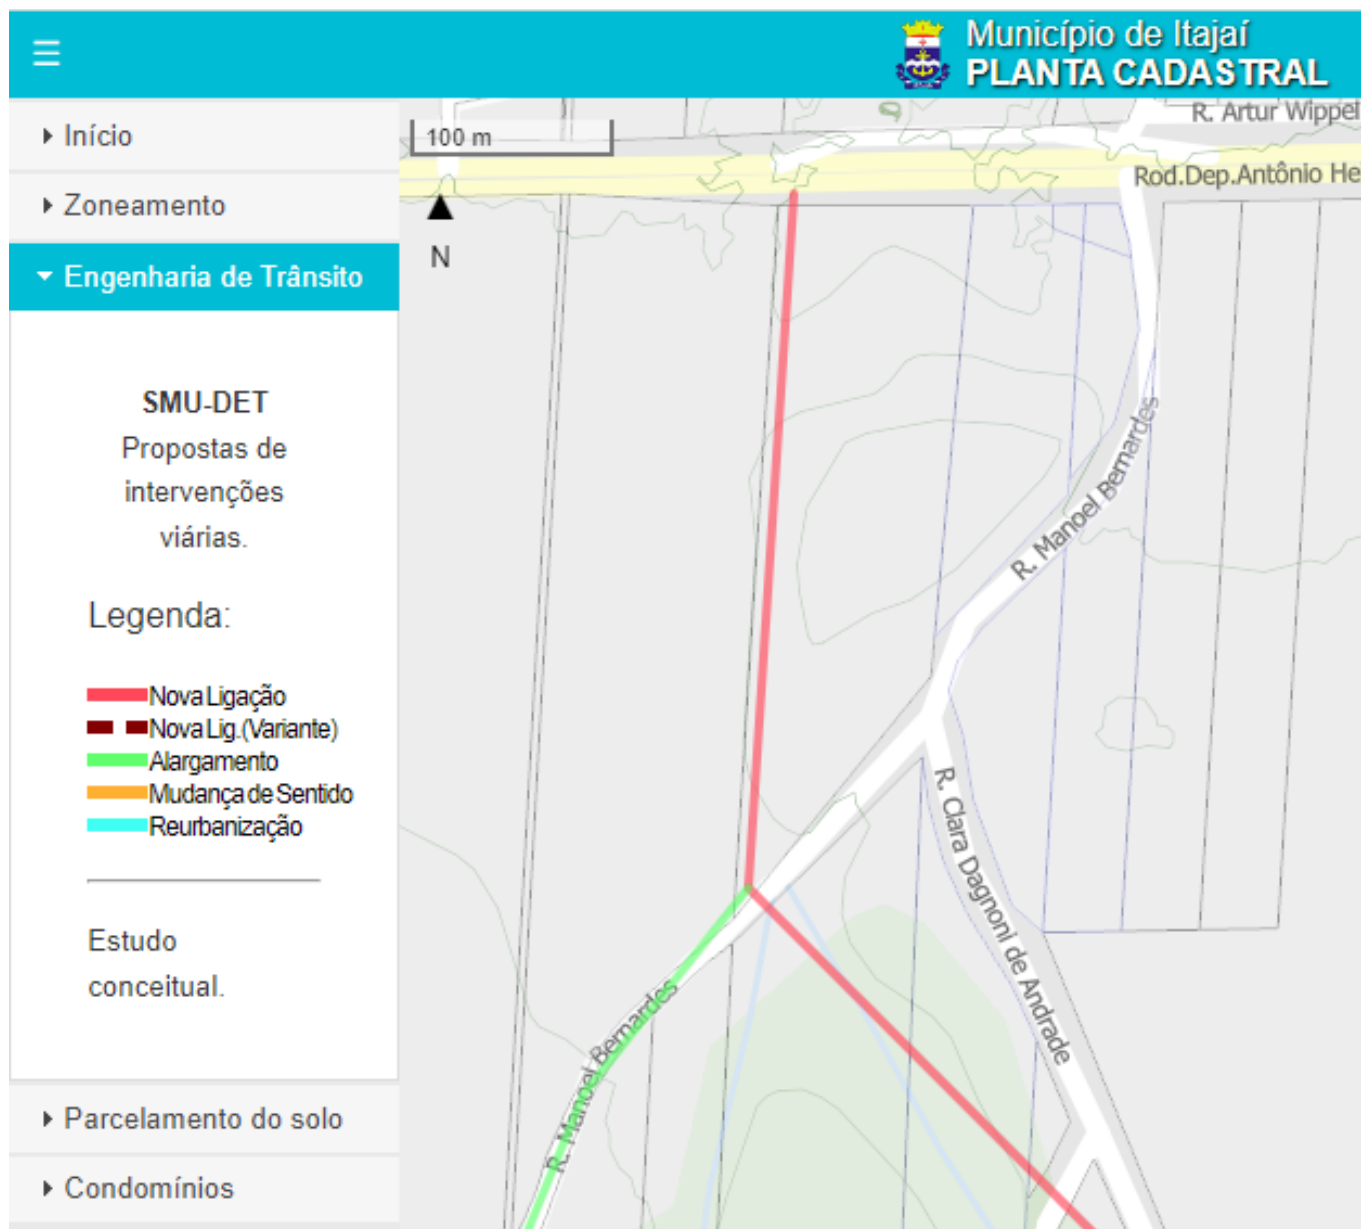 Município de Itajaí
PLANTA CADASTRAL
Início
Zoneamento
Engenharia de Trânsito
SMU-DET
Propostas de
intervenções
viárias.
Legenda:
Nova Ligação
Nova Lig.(Variante)
Alargamento
Mudança de Sentido
Reurbanização
Estudo
conceitual.
Parcelamento do solo
Condomínios
100 m
N
R. Artur Wippel
Rod.Dep.Antônio He
R. Manoel Bernardes
R. Clara Dagnoni de Andrade
R. Manoel Bernardes